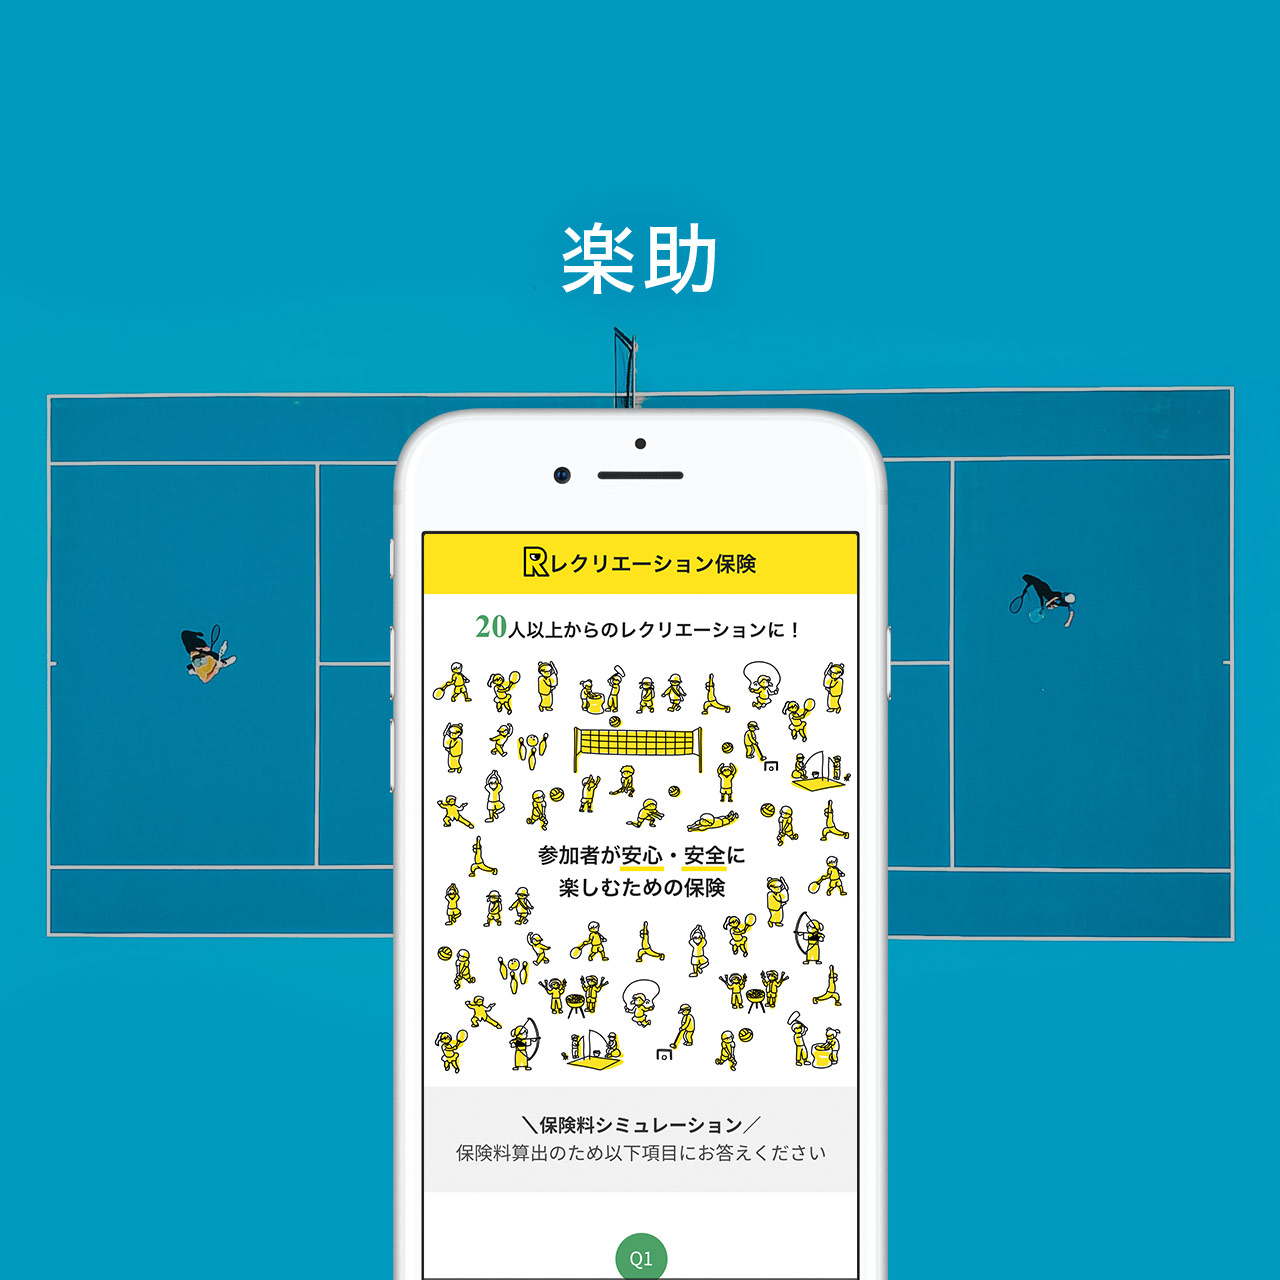 楽助
Rレクリエーション保険
20人以上からのレクリエーションに！
参加者が安心・安全に
楽しむための保険
＼保険料シミュレーション／
保険料算出のため以下項目にお答えください
Q1